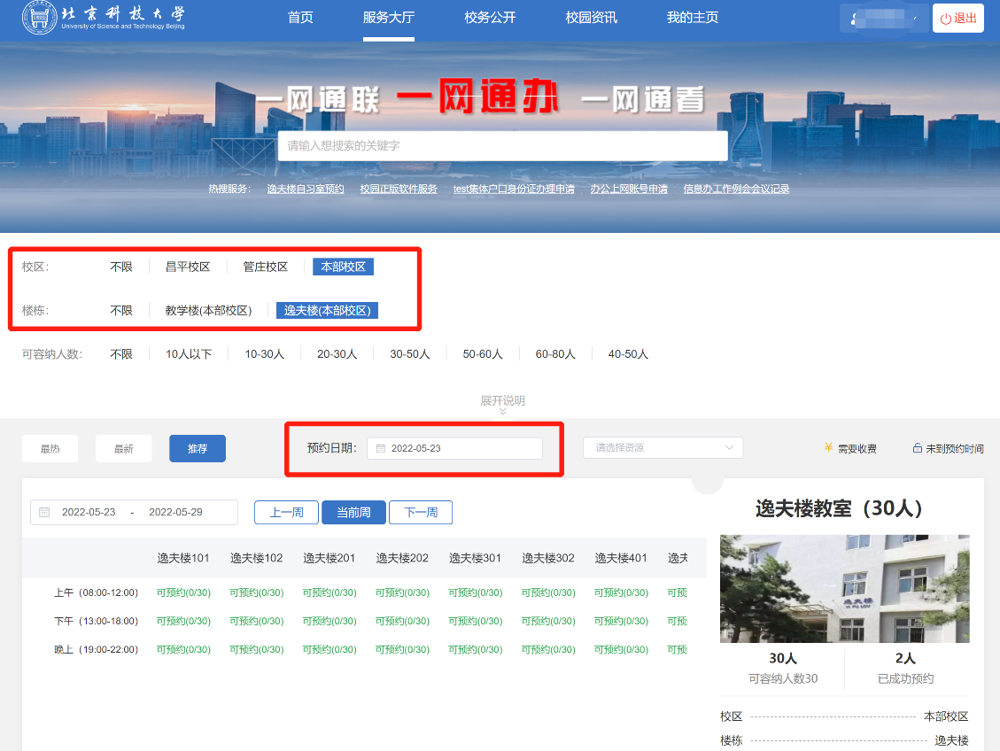 北京科技大学
University of Science and Technology Beijing
首页 服务大厅 校务公开 校园资讯 我的主页 退出
一网通联 一网通办 一网通看
请输入想搜索的关键字
热搜服务： 逸夫楼自习室预约 校园正版软件服务 test集体户口身份证办理申请 办公上网账号申请 信息办工作例会会议记录
校区： 不限 昌平校区 管庄校区 本部校区
楼栋： 不限 教学楼(本部校区) 逸夫楼(本部校区)
可容纳人数： 不限 10人以下 10-30人 20-30人 30-50人 50-60人 60-80人 40-50人
展开说明
最热 最新 推荐 预约日期： 2022-05-23 请选择资源 ¥ 需要收费 未到预约时间
2022-05-23 - 2022-05-29 上一周 当前周 下一周
逸夫楼101 逸夫楼102 逸夫楼201 逸夫楼202 逸夫楼301 逸夫楼302 逸夫楼401 逸夫
上午（08:00-12:00） 可预约(0/30) 可预约(0/30) 可预约(0/30) 可预约(0/30) 可预约(0/30) 可预约(0/30) 可预约(0/30) 可预
下午（13:00-18:00） 可预约(0/30) 可预约(0/30) 可预约(0/30) 可预约(0/30) 可预约(0/30) 可预约(0/30) 可预约(0/30) 可预
晚上（19:00-22:00） 可预约(0/30) 可预约(0/30) 可预约(0/30) 可预约(0/30) 可预约(0/30) 可预约(0/30) 可预约(0/30) 可预
逸夫楼教室（30人）
逸夫楼
YI FU LOU
30人 2人
可容纳人数30 已成功预约
校区 本部校区
楼栋 逸夫楼